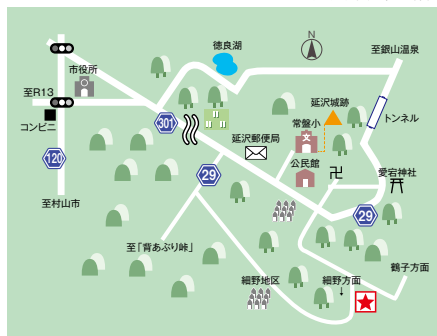 徳良湖
N
至銀山温泉
市役所
至R13
延沢城跡
常盤小
トンネル
コンビニ
301
延沢郵便局
公民館
卍
愛宕神社
120
29
29
至村山市
至「背あぶり峠」
細野地区
細野方面
鶴子方面